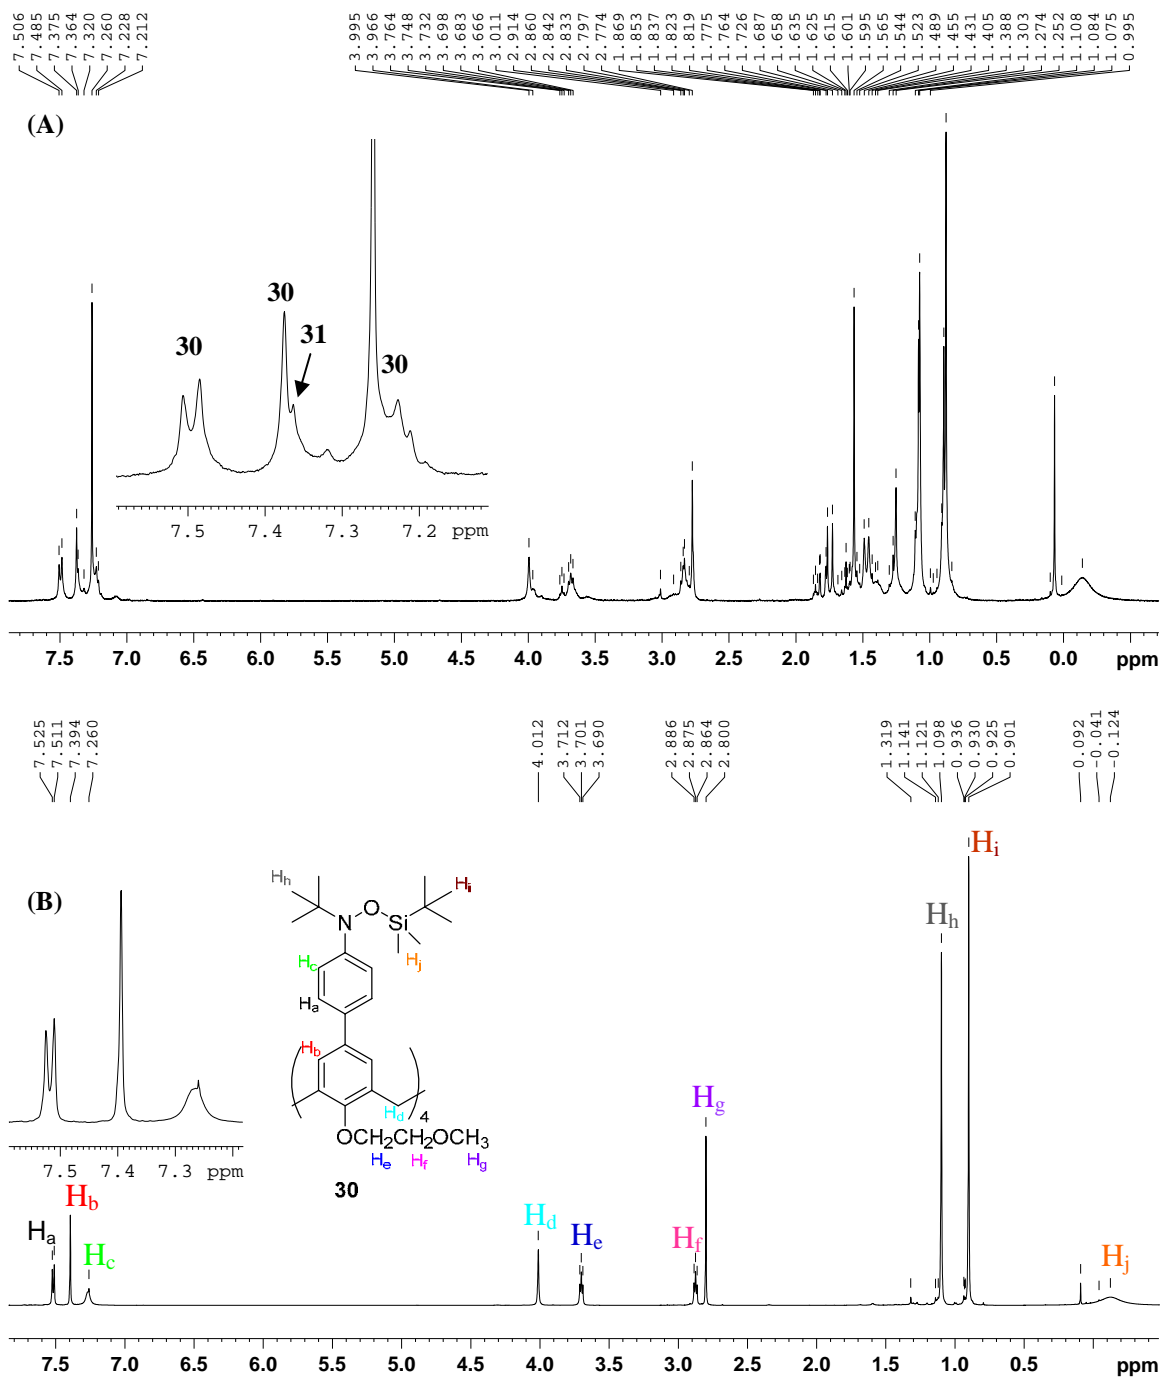 7.506 7.485 7.375 7.364 7.320 7.260 7.228 7.212 3.995 3.966 3.764 3.748 3.732 3.698 3.683 3.666 3.011 2.914 2.860 2.842 2.833 2.797 2.774 1.869 1.853 1.837 1.823 1.819 1.775 1.764 1.726 1.687 1.658 1.635 1.625 1.615 1.601 1.595 1.565 1.544 1.523 1.489 1.455 1.431 1.405 1.388 1.303 1.274 1.252 1.108 1.084 1.075 0.995
(A)
30
30
31
30
7.5 7.4 7.3 7.2 ppm
7.5 7.0 6.5 6.0 5.5 5.0 4.5 4.0 3.5 3.0 2.5 2.0 1.5 1.0 0.5 0.0 ppm
7.525 7.511 7.394 7.260 4.012 3.712 3.701 3.690 2.886 2.875 2.864 2.800 1.319 1.141 1.121 1.098 0.936 0.930 0.925 0.901 0.092 -0.041 -0.124
(B)
Hh
Hi
N O Si
Hc
Hj
Ha
Hb
Hd 4
OCH2CH2OCH3
He Hf Hg
30
7.5 7.4 7.3 ppm
Ha Hb Hc Hd He Hf Hg Hh Hi Hj
7.5 7.0 6.5 6.0 5.5 5.0 4.5 4.0 3.5 3.0 2.5 2.0 1.5 1.0 0.5 ppm